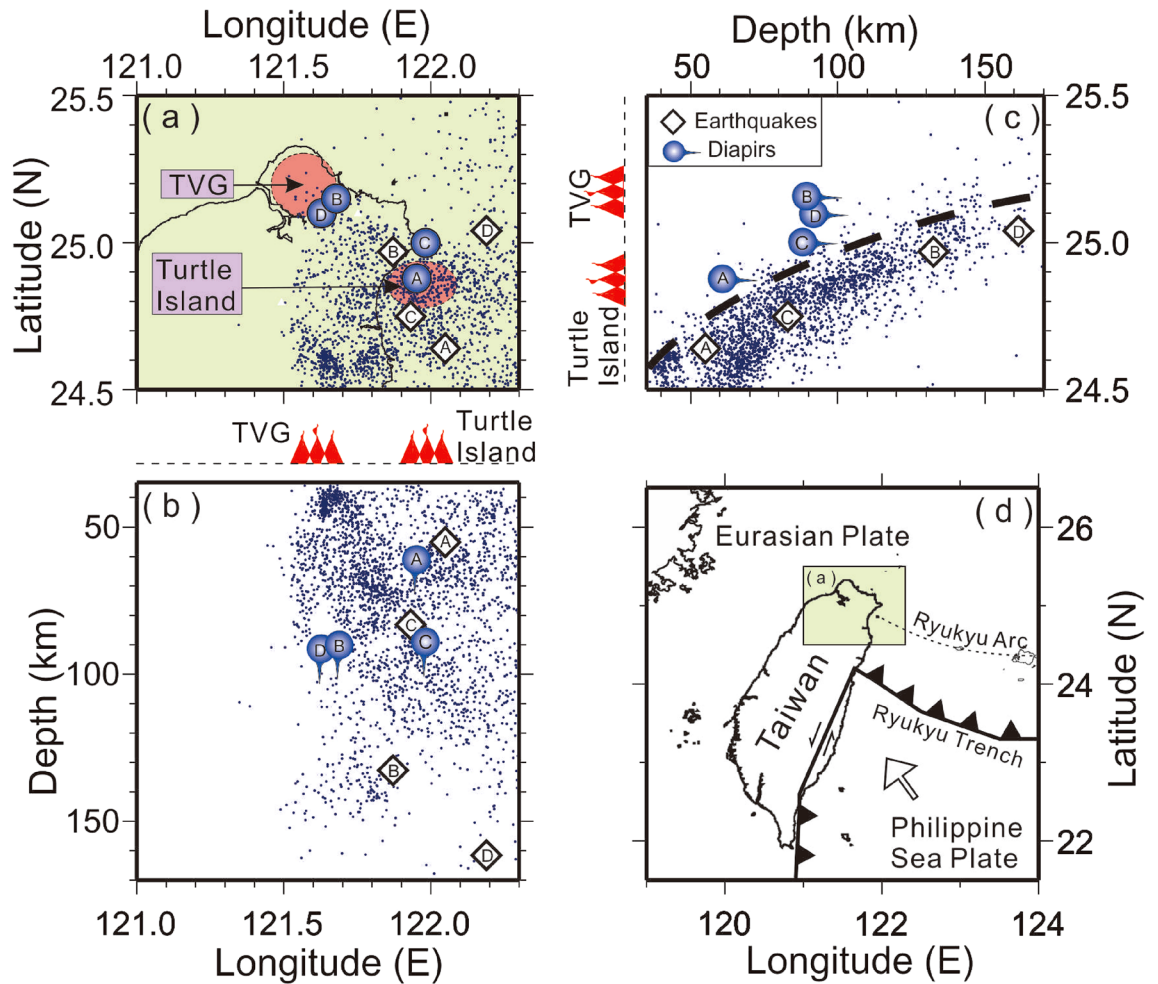 Longitude (E)
121.0 121.5 122.0
25.5
25.0
24.5
Latitude (N)
( a )
TVG
Turtle
Island
B
D
C
B
D
A
C
A
Depth (km)
50 100 150
( c )
Earthquakes
Diapirs
TVG
Turtle
Island
B
D
C
A
D
B
C
A
25.5
25.0
24.5
Latitude (N)
TVG
Turtle
Island
( b )
50
100
150
Depth (km)
A
A
C
C
B
D
B
D
121.0 121.5 122.0
Longitude (E)
( d )
Eurasian Plate
( a )
Ryukyu Arc
Taiwan
Ryukyu Trench
Philippine
Sea Plate
26
24
22
Latitude (N)
120 122 124
Longitude (E)